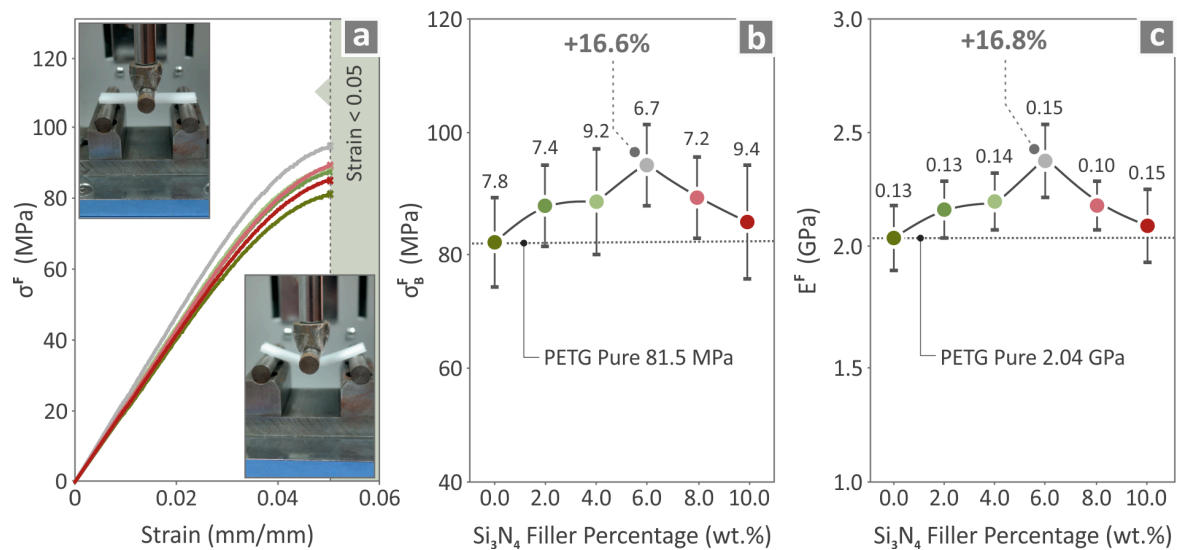 a
σᶠ (MPa)
120
100
80
60
40
20
0
0.02
0.04
0.06
Strain (mm/mm)
Strain < 0.05
b
+16.6%
σᶠ_B (MPa)
120
100
80
60
40
7.8
7.4
9.2
6.7
7.2
9.4
PETG Pure 81.5 MPa
0.0 2.0 4.0 6.0 8.0 10.0
Si₃N₄ Filler Percentage (wt.%)
c
+16.8%
Eᶠ (GPa)
3.0
2.5
2.0
1.5
1.0
0.13
0.13
0.14
0.15
0.10
0.15
PETG Pure 2.04 GPa
0.0 2.0 4.0 6.0 8.0 10.0
Si₃N₄ Filler Percentage (wt.%)